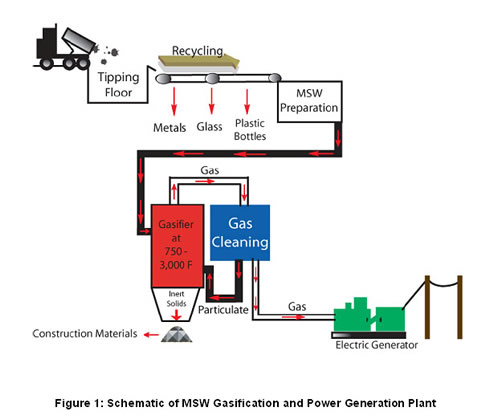 Recycling
Tipping
Floor
MSW
Preparation
Metals
Glass
Plastic
Bottles
Gas
Gasifier
at
750 -
3,000 F
Gas
Cleaning
Inert
Solids
Particulate
Gas
Construction Materials
Electric Generator
Figure 1: Schematic of MSW Gasification and Power Generation Plant